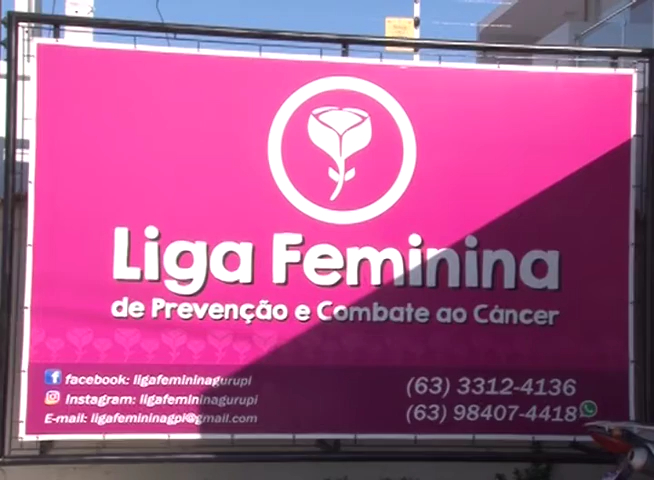 Liga Feminina
de Prevenção e Combate ao Câncer
facebook: ligafemininagurupi
Instagram: ligafemininagurupi
E-mail: ligafemininagpi@gmail.com
(63) 3312-4136
(63) 98407-4418